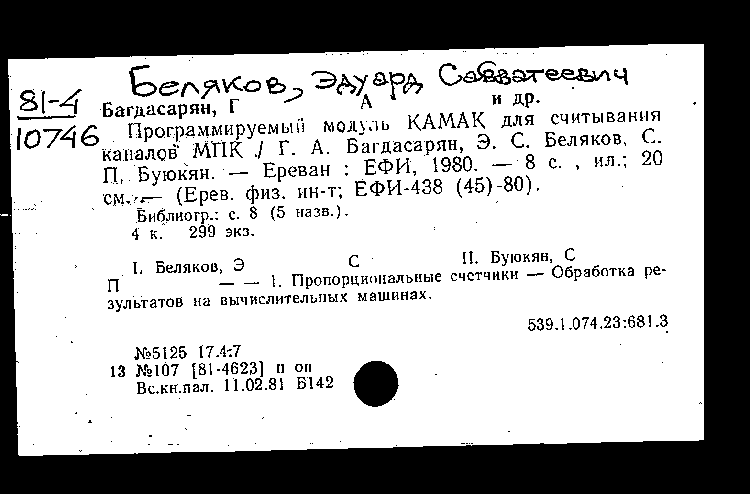 Беляков, Эдуард Савватеевич
81-4
10746
Багдасарян, Г А и др.
Программируемый модуль КАМАК для считывания
каналов МПК / Г. А. Багдасарян, Э. С. Беляков, С.
П. Буюкян. — Ереван : ЕФИ, 1980. — 8 с. , ил.; 20
см. — (Ерев. физ. ин-т; ЕФИ-438 (45)-80).
Библиогр.: с. 8 (5 назв.).
4 к. 299 экз.
I. Беляков, Э С II. Буюкян, С
П — — 1. Пропорциональные счетчики — Обработка ре-
зультатов на вычислительных машинах.
539.1.074.23:681.3
№5125 17.4:7
13 №107 [81-4623] п оп
Вс.кн.пал. 11.02.81 Б142